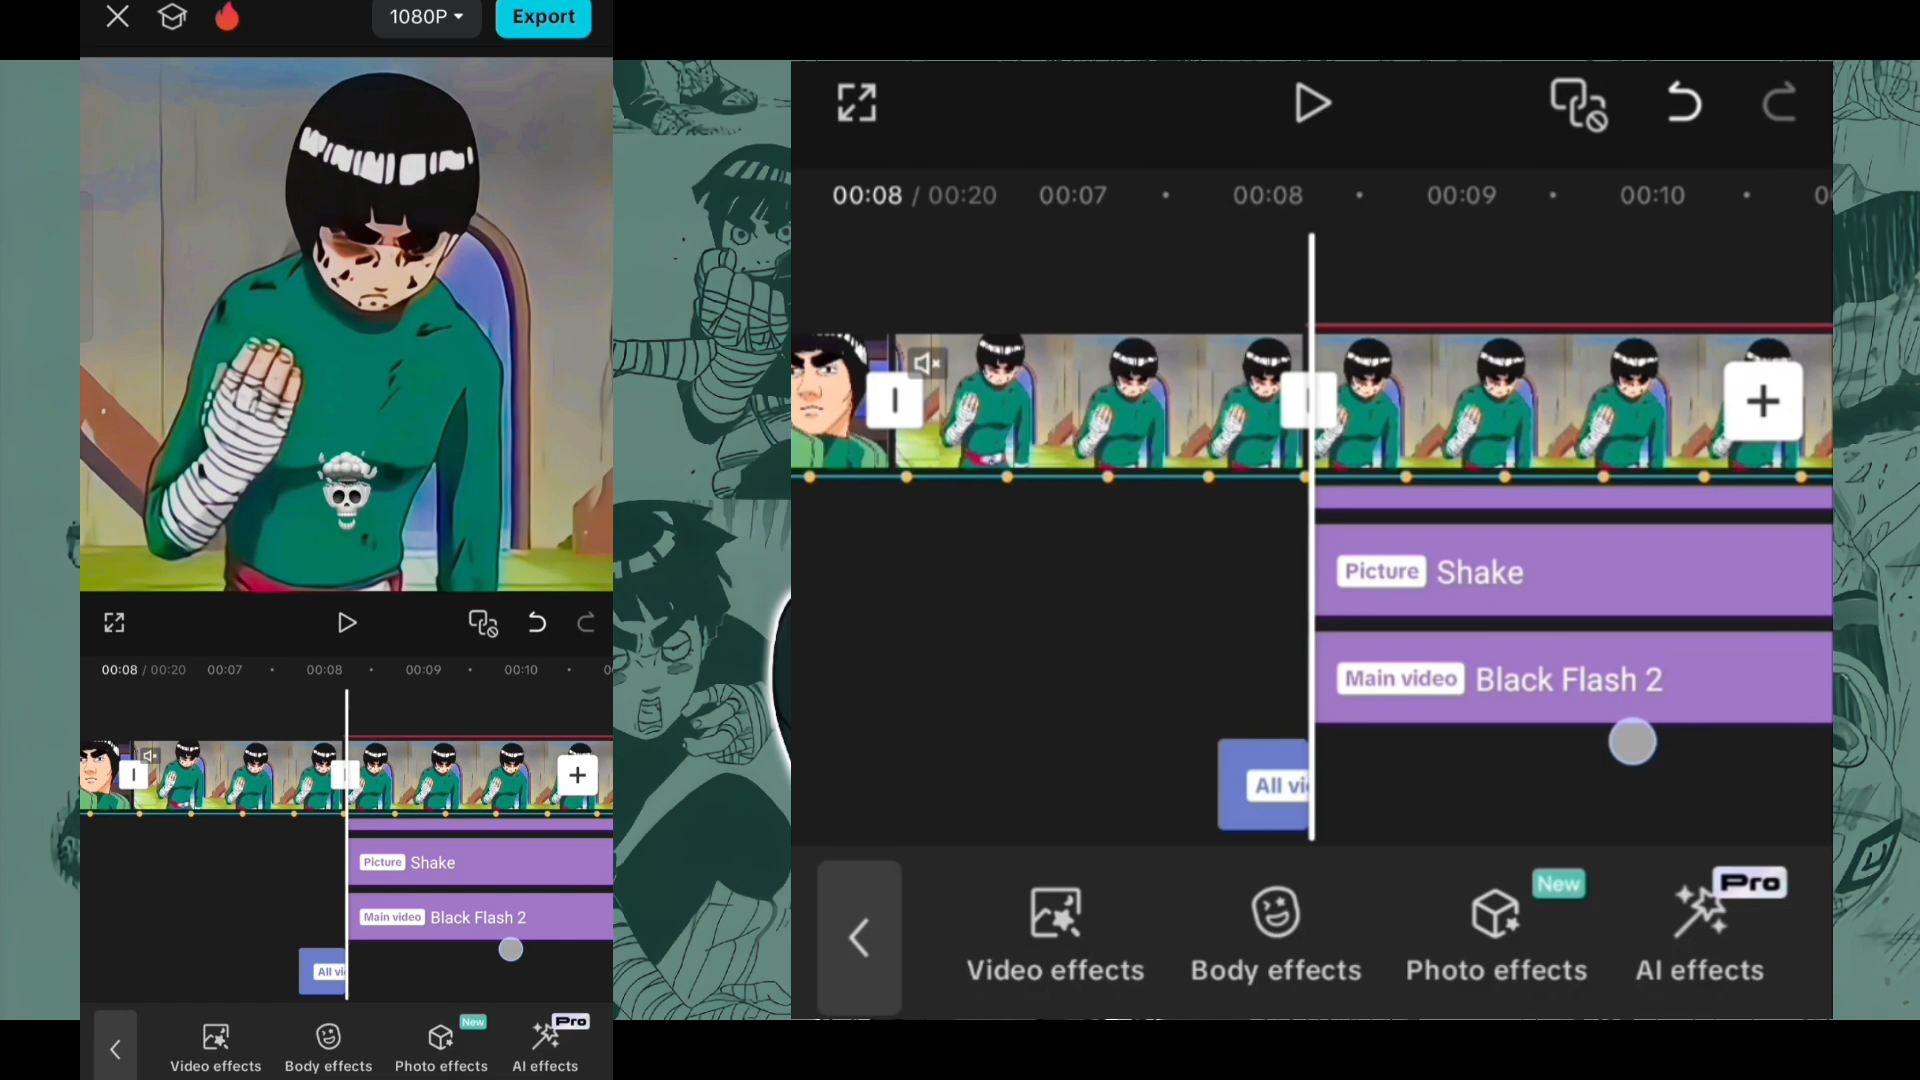 1080P
Export
00:08 / 00:20 00:07 00:08 00:09 00:10
Picture Shake
Main video Black Flash 2
All vi
New
Pro
Video effects Body effects Photo effects AI effects
00:08 / 00:20 00:07 00:08 00:09 00:10 0
Picture Shake
Main video Black Flash 2
All vi
New
Pro
Video effects Body effects Photo effects AI effects